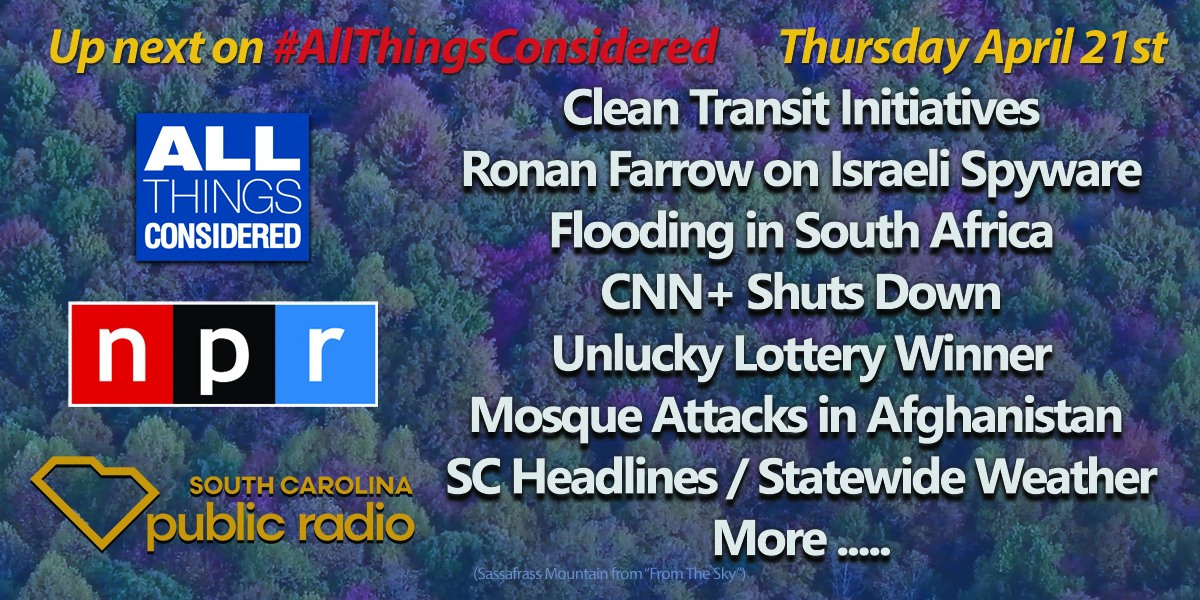 Up next on #AllThingsConsidered Thursday April 21st
Clean Transit Initiatives
Ronan Farrow on Israeli Spyware
Flooding in South Africa
CNN+ Shuts Down
Unlucky Lottery Winner
Mosque Attacks in Afghanistan
SC Headlines / Statewide Weather
More .....
ALL
THINGS
CONSIDERED
npr
SOUTH CAROLINA
public radio
(Sassafrass Mountain from "From The Sky")